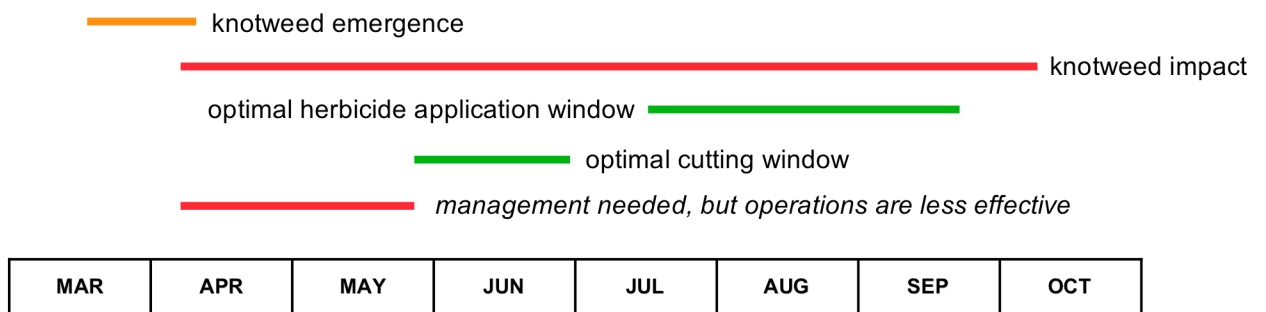 knotweed emergence
knotweed impact
optimal herbicide application window
optimal cutting window
management needed, but operations are less effective
MAR APR MAY JUN JUL AUG SEP OCT